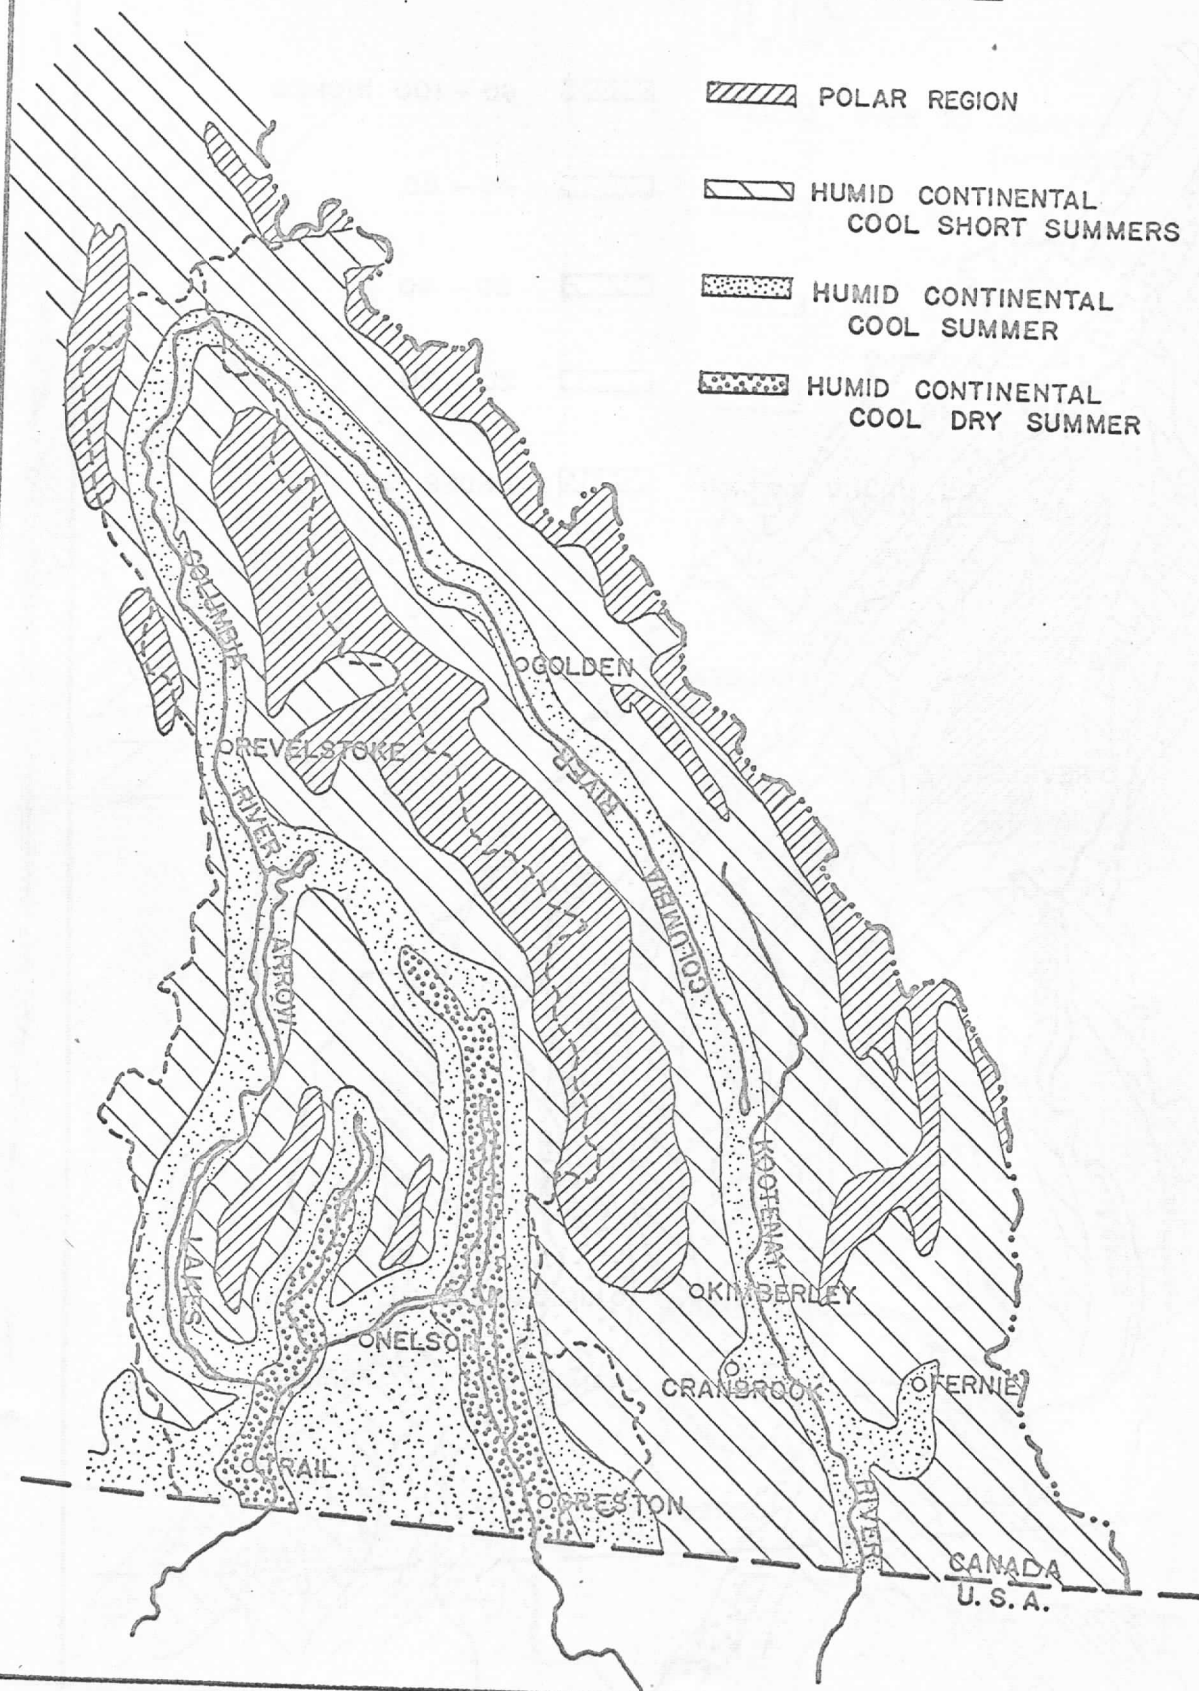 POLAR REGION
HUMID CONTINENTAL
COOL SHORT SUMMERS
HUMID CONTINENTAL
COOL SUMMER
HUMID CONTINENTAL
COOL DRY SUMMER
COLUMBIA
GOLDEN
REVELSTOKE
RIVER
RIVER
RIVER
COLUMBIA
ARROW
KOOTENAY
LAKES
KIMBERLEY
NELSON
CRANBROOK
FERNIE
TRAIL
CRESTON
RIVER
CANADA
U.S.A.